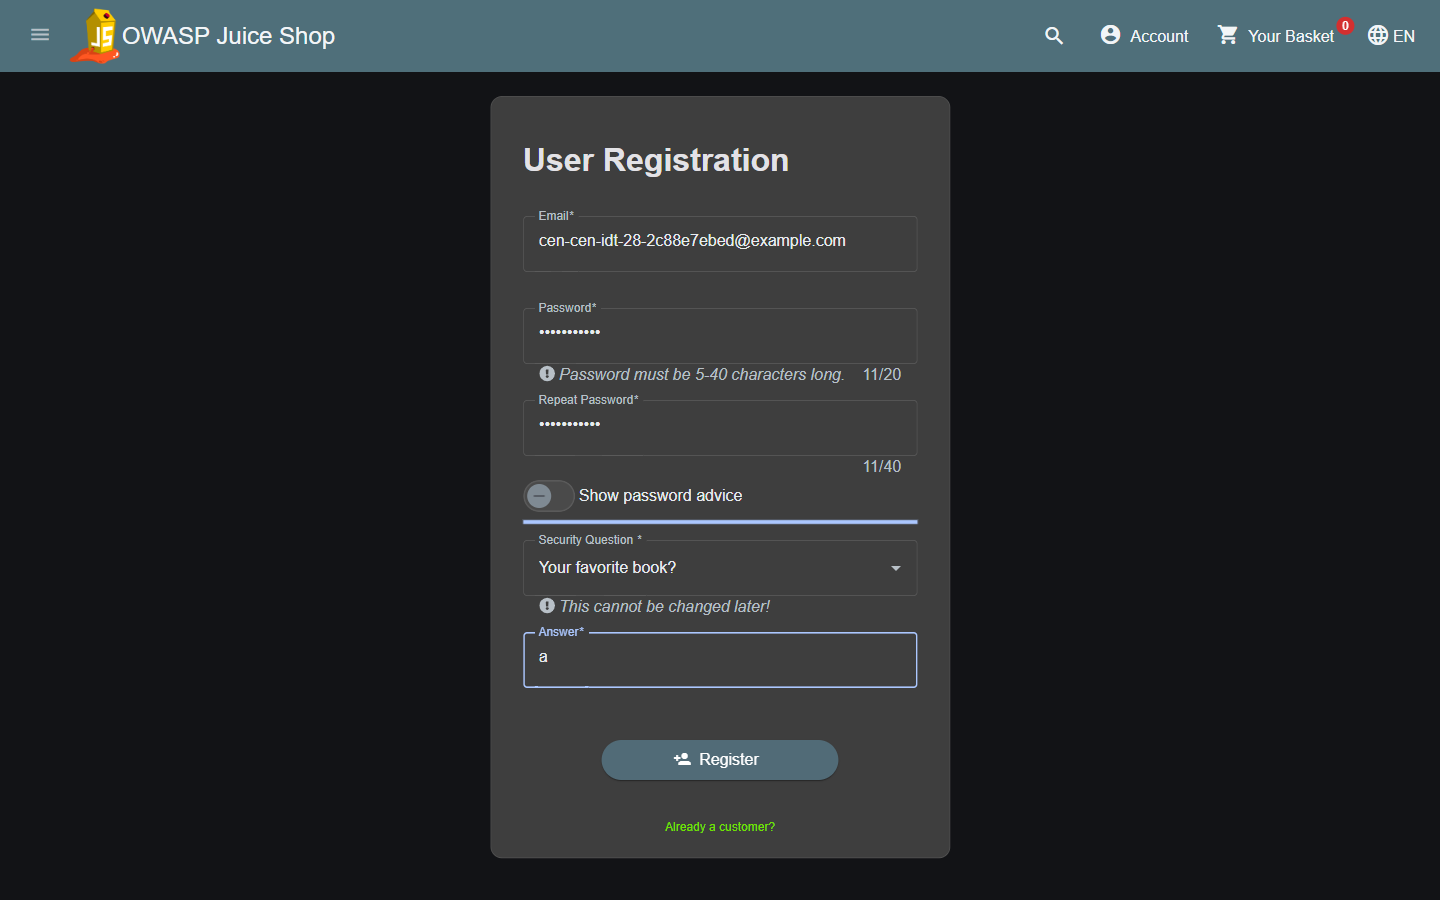 OWASP Juice Shop
Account
Your Basket
0
EN
User Registration
Email*
cen-cen-idt-28-2c88e7ebed@example.com
Password*
•••••••••••
Password must be 5-40 characters long.
11/20
Repeat Password*
•••••••••••
11/40
Show password advice
Security Question *
Your favorite book?
This cannot be changed later!
Answer*
a
Register
Already a customer?